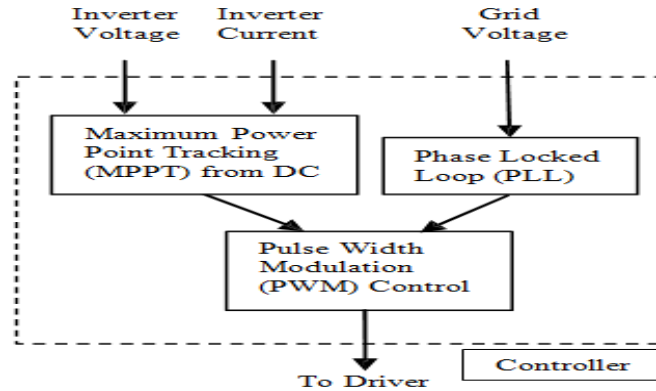 Inverter
Voltage
Inverter
Current
Grid
Voltage
Maximum Power
Point Tracking
(MPPT) from DC
Phase Locked
Loop (PLL)
Pulse Width
Modulation
(PWM) Control
Controller
To Driver